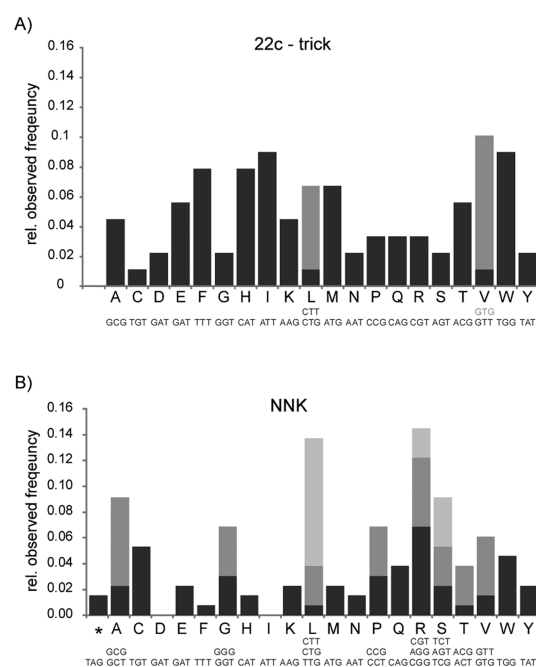 A)
22c - trick
rel. observed freqeuncy
0.16
0.14
0.12
0.1
0.08
0.06
0.04
0.02
0
A C D E F G H I K L M N P Q R S T V W Y
CTT GTG
GCG TGT GAT GAT TTT GGT CAT ATT AAG CTG ATG AAT CCG CAG CGT AGT ACG GTT TGG TAT
B)
NNK
rel. observed freqeuncy
0.16
0.14
0.12
0.10
0.08
0.06
0.04
0.02
0.00
* A C D E F G H I K L M N P Q R S T V W Y
CTT CGT TCT
GCG GGG CTG CCG AGG AGT ACG GTT
TAG GCT TGT GAT GAT TTT GGT CAT ATT AAG TTG ATG AAT CCT CAG CGG TCG ACT GTG TGG TAT